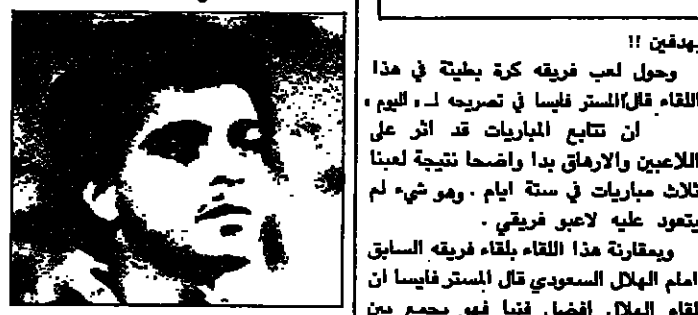 بهدفين !!
وحول لعب فريقه كرة بطيئة في هذا
اللقاء قال المستر فايسا في تصريحه لـ « اليوم »
ان تتابع المباريات قد اثر على
اللاعبين والارهاق بدا واضحا نتيجة لعبنا
ثلاث مباريات في ستة ايام . وهو شيء لم
يتعود عليه لاعبو فريقي .
وبمقارنة هذا اللقاء بلقاء فريقه السابق
امام الهلال السعودي قال المستر فايسا ان
لقاء الهلال افضل فنيا فهو يجمع بين